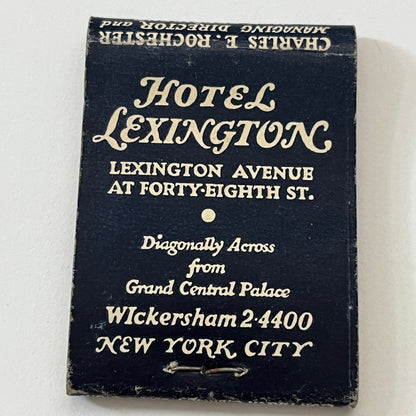 MANAGING DIRECTOR and
CHARLES E. ROCHESTER
HOTEL
LEXINGTON
LEXINGTON AVENUE
AT FORTY-EIGHTH ST.
Diagonally Across
from
Grand Central Palace
WIckersham 2-4400
NEW YORK CITY